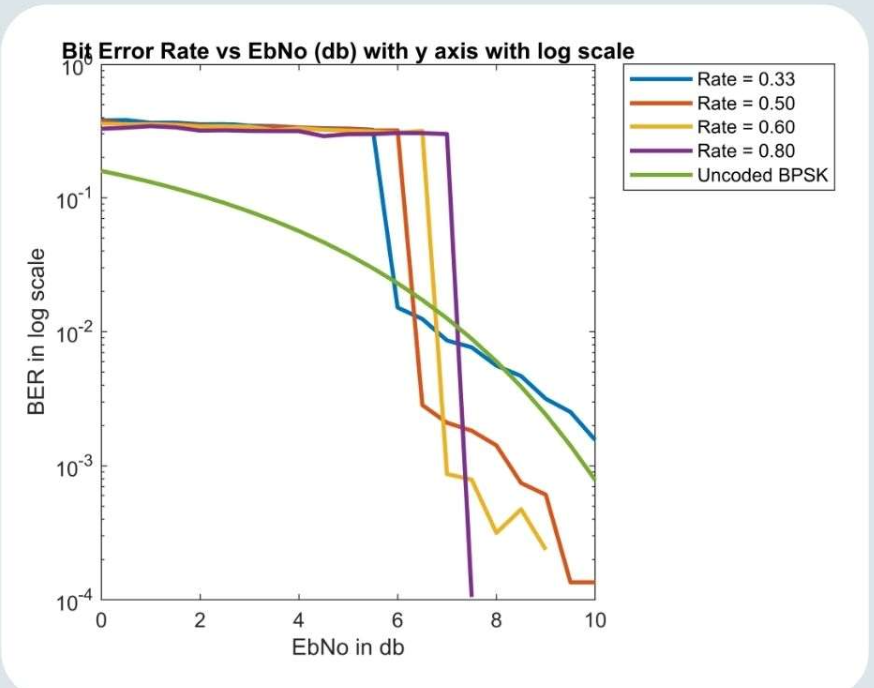 Bit Error Rate vs EbNo (db) with y axis with log scale
10^0
10^-1
10^-2
10^-3
10^-4
BER in log scale
0 2 4 6 8 10
EbNo in db
Rate = 0.33
Rate = 0.50
Rate = 0.60
Rate = 0.80
Uncoded BPSK